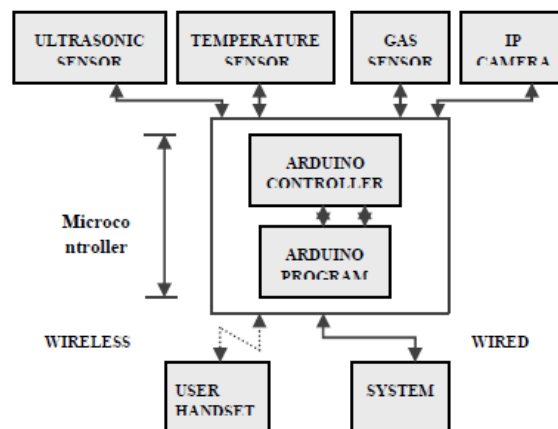 ULTRASONIC
SENSOR
TEMPERATURE
SENSOR
GAS
SENSOR
IP
CAMERA
ARDUINO
CONTROLLER
Microco
ntroller
ARDUINO
PROGRAM
WIRELESS
WIRED
USER
HANDSET
SYSTEM